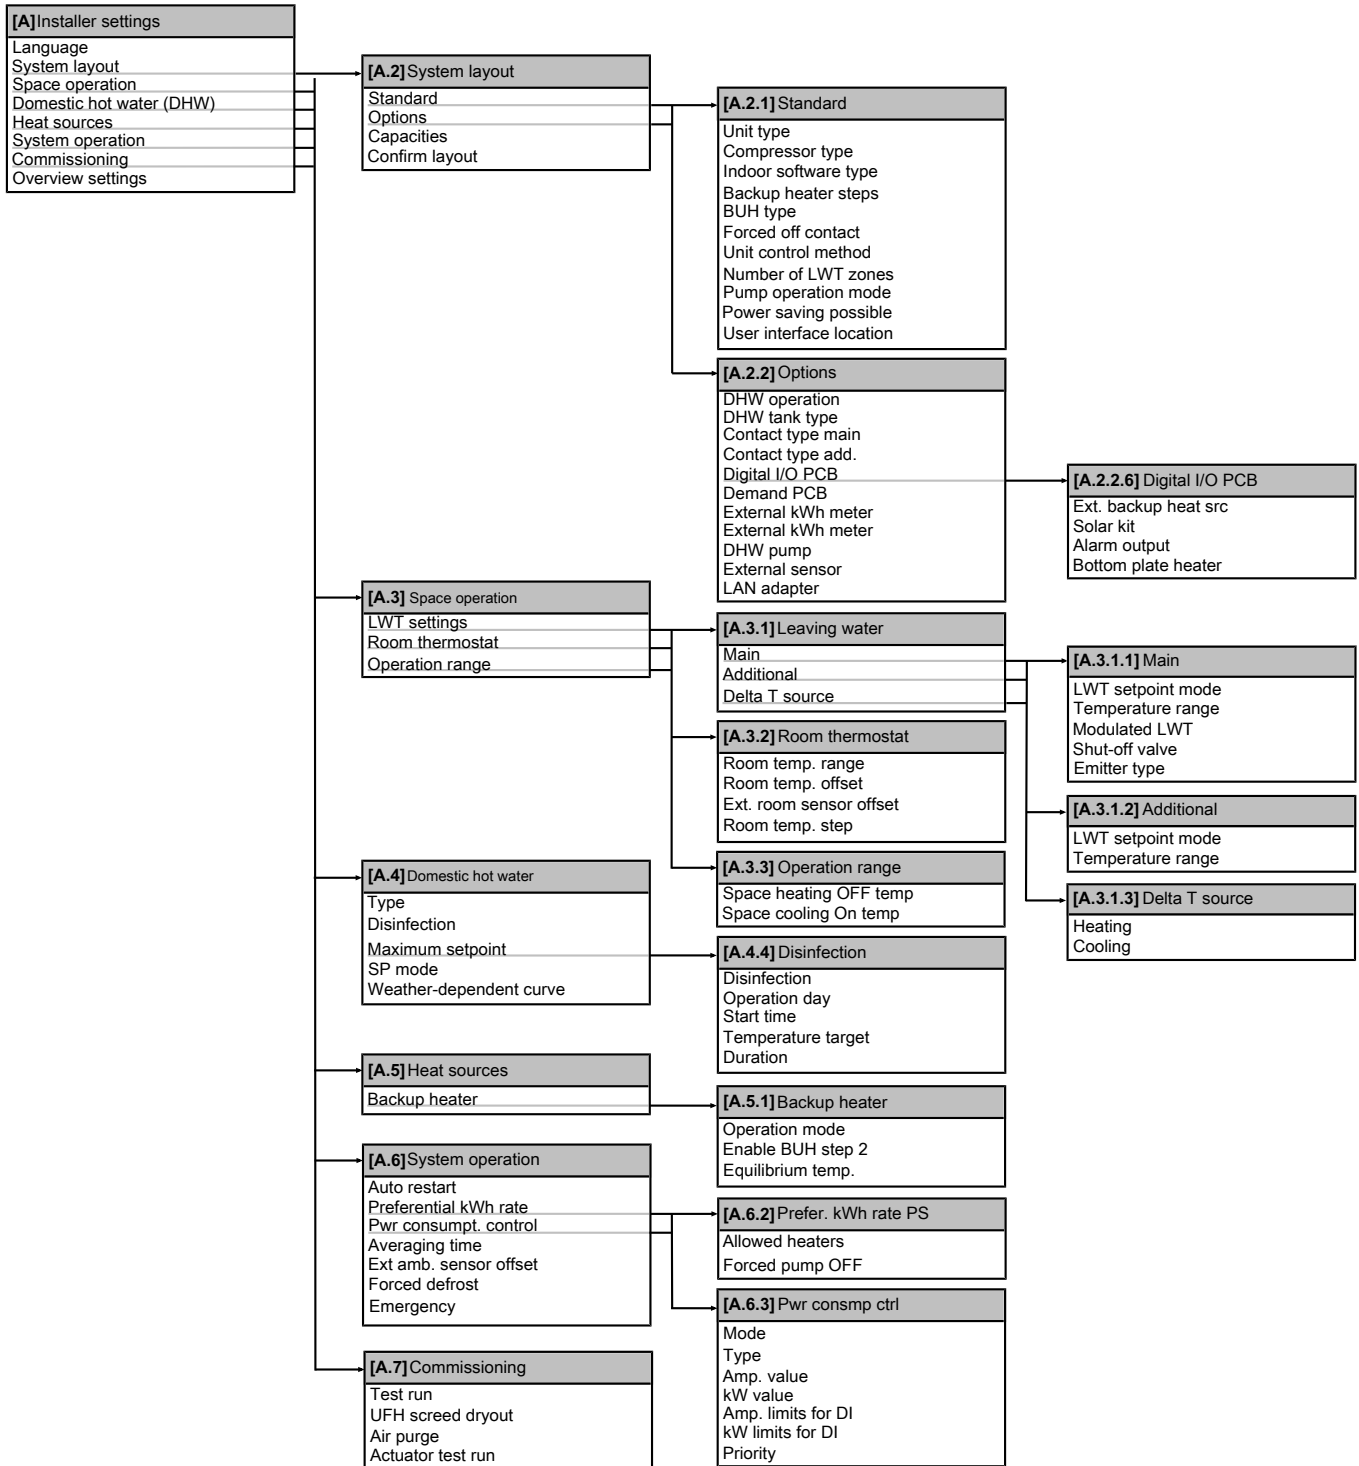 [A]Installer settings
Language
System layout
Space operation
Domestic hot water (DHW)
Heat sources
System operation
Commissioning
Overview settings
[A.2]System layout
Standard
Options
Capacities
Confirm layout
[A.2.1] Standard
Unit type
Compressor type
Indoor software type
Backup heater steps
BUH type
Forced off contact
Unit control method
Number of LWT zones
Pump operation mode
Power saving possible
User interface location
[A.2.2] Options
DHW operation
DHW tank type
Contact type main
Contact type add.
Digital I/O PCB
Demand PCB
External kWh meter
External kWh meter
DHW pump
External sensor
LAN adapter
[A.2.2.6] Digital I/O PCB
Ext. backup heat src
Solar kit
Alarm output
Bottom plate heater
[A.3] Space operation
LWT settings
Room thermostat
Operation range
[A.3.1] Leaving water
Main
Additional
Delta T source
[A.3.1.1] Main
LWT setpoint mode
Temperature range
Modulated LWT
Shut-off valve
Emitter type
[A.3.2] Room thermostat
Room temp. range
Room temp. offset
Ext. room sensor offset
Room temp. step
[A.3.1.2] Additional
LWT setpoint mode
Temperature range
[A.3.3] Operation range
Space heating OFF temp
Space cooling On temp
[A.3.1.3] Delta T source
Heating
Cooling
[A.4] Domestic hot water
Type
Disinfection
Maximum setpoint
SP mode
Weather-dependent curve
[A.4.4] Disinfection
Disinfection
Operation day
Start time
Temperature target
Duration
[A.5] Heat sources
Backup heater
[A.5.1] Backup heater
Operation mode
Enable BUH step 2
Equilibrium temp.
[A.6]System operation
Auto restart
Preferential kWh rate
Pwr consumpt. control
Averaging time
Ext amb. sensor offset
Forced defrost
Emergency
[A.6.2] Prefer. kWh rate PS
Allowed heaters
Forced pump OFF
[A.6.3] Pwr consmp ctrl
Mode
Type
Amp. value
kW value
Amp. limits for DI
kW limits for DI
Priority
[A.7]Commissioning
Test run
UFH screed dryout
Air purge
Actuator test run